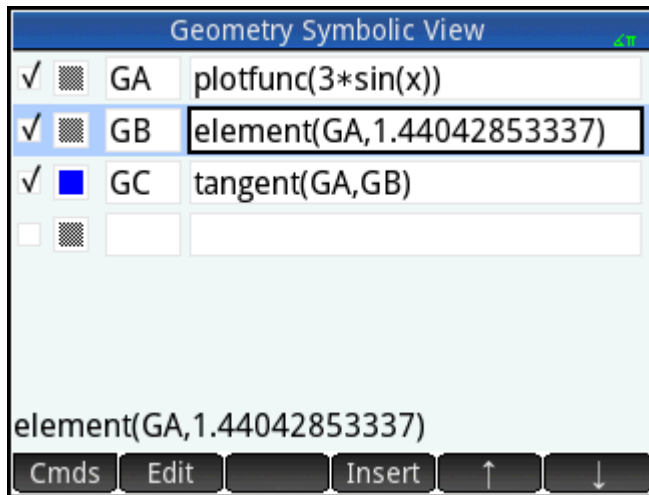 Geometry Symbolic View
∡π
√ GA plotfunc(3*sin(x))
√ GB element(GA,1.44042853337)
√ GC tangent(GA,GB)
element(GA,1.44042853337)
Cmds Edit Insert ↑ ↓